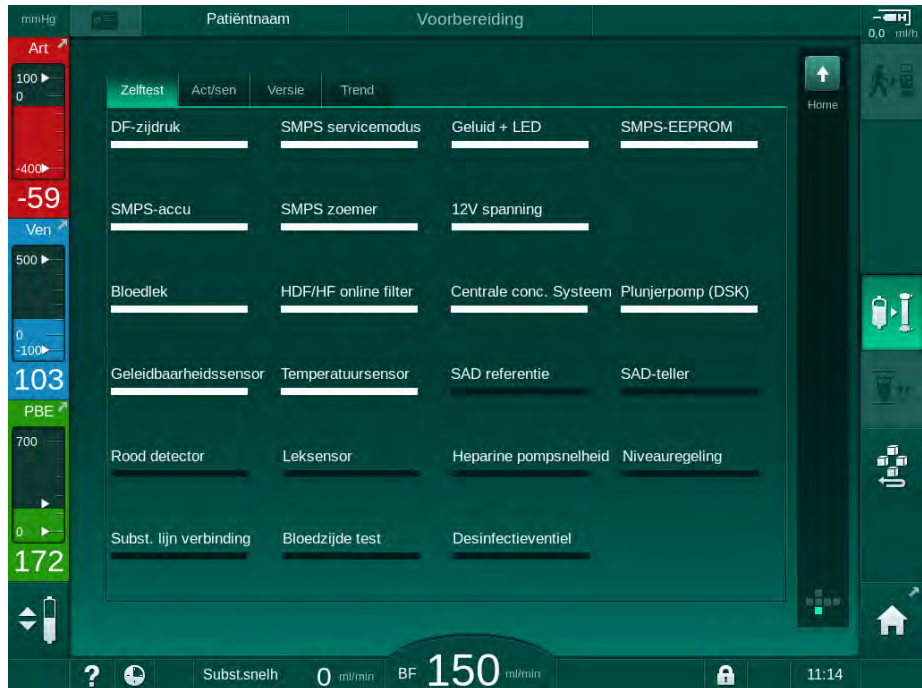 mmHg
Patiëntnaam
Voorbereiding
0,0 ml/h
Art
100
0
-400
-59
Ven
500
0
-100
103
PBE
700
0
172
Zelftest Act/sen Versie Trend
Home
DF-zijdruk SMPS servicemodus Geluid + LED SMPS-EEPROM
SMPS-accu SMPS zoemer 12V spanning
Bloedlek HDF/HF online filter Centrale conc. Systeem Plunjerpomp (DSK)
Geleidbaarheidssensor Temperatuursensor SAD referentie SAD-teller
Rood detector Leksensor Heparine pompsnelheid Niveauregeling
Subst. lijn verbinding Bloedzijde test Desinfectieventiel
? Subst.snelh 0 ml/min BF 150 ml/min 11:14